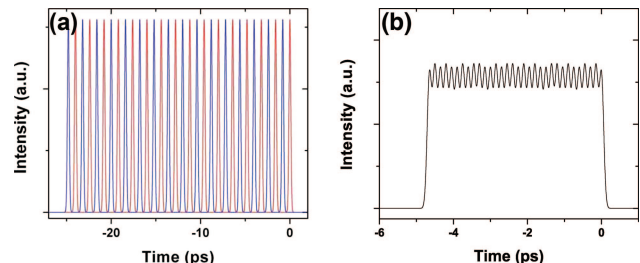 (a)
Intensity (a.u.)
-20
-10
0
Time (ps)
(b)
Intensity (a.u.)
-6
-4
-2
0
Time (ps)